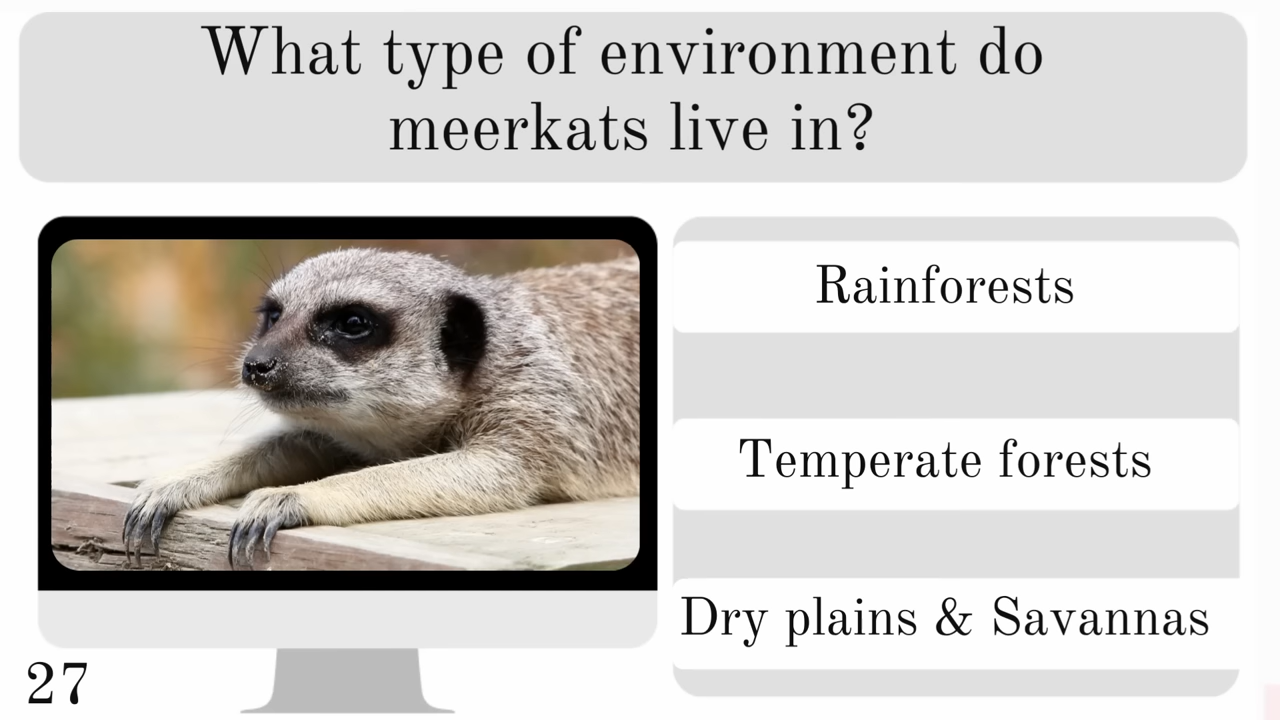 What type of environment do
meerkats live in?
Rainforests
Temperate forests
Dry plains & Savannas
27